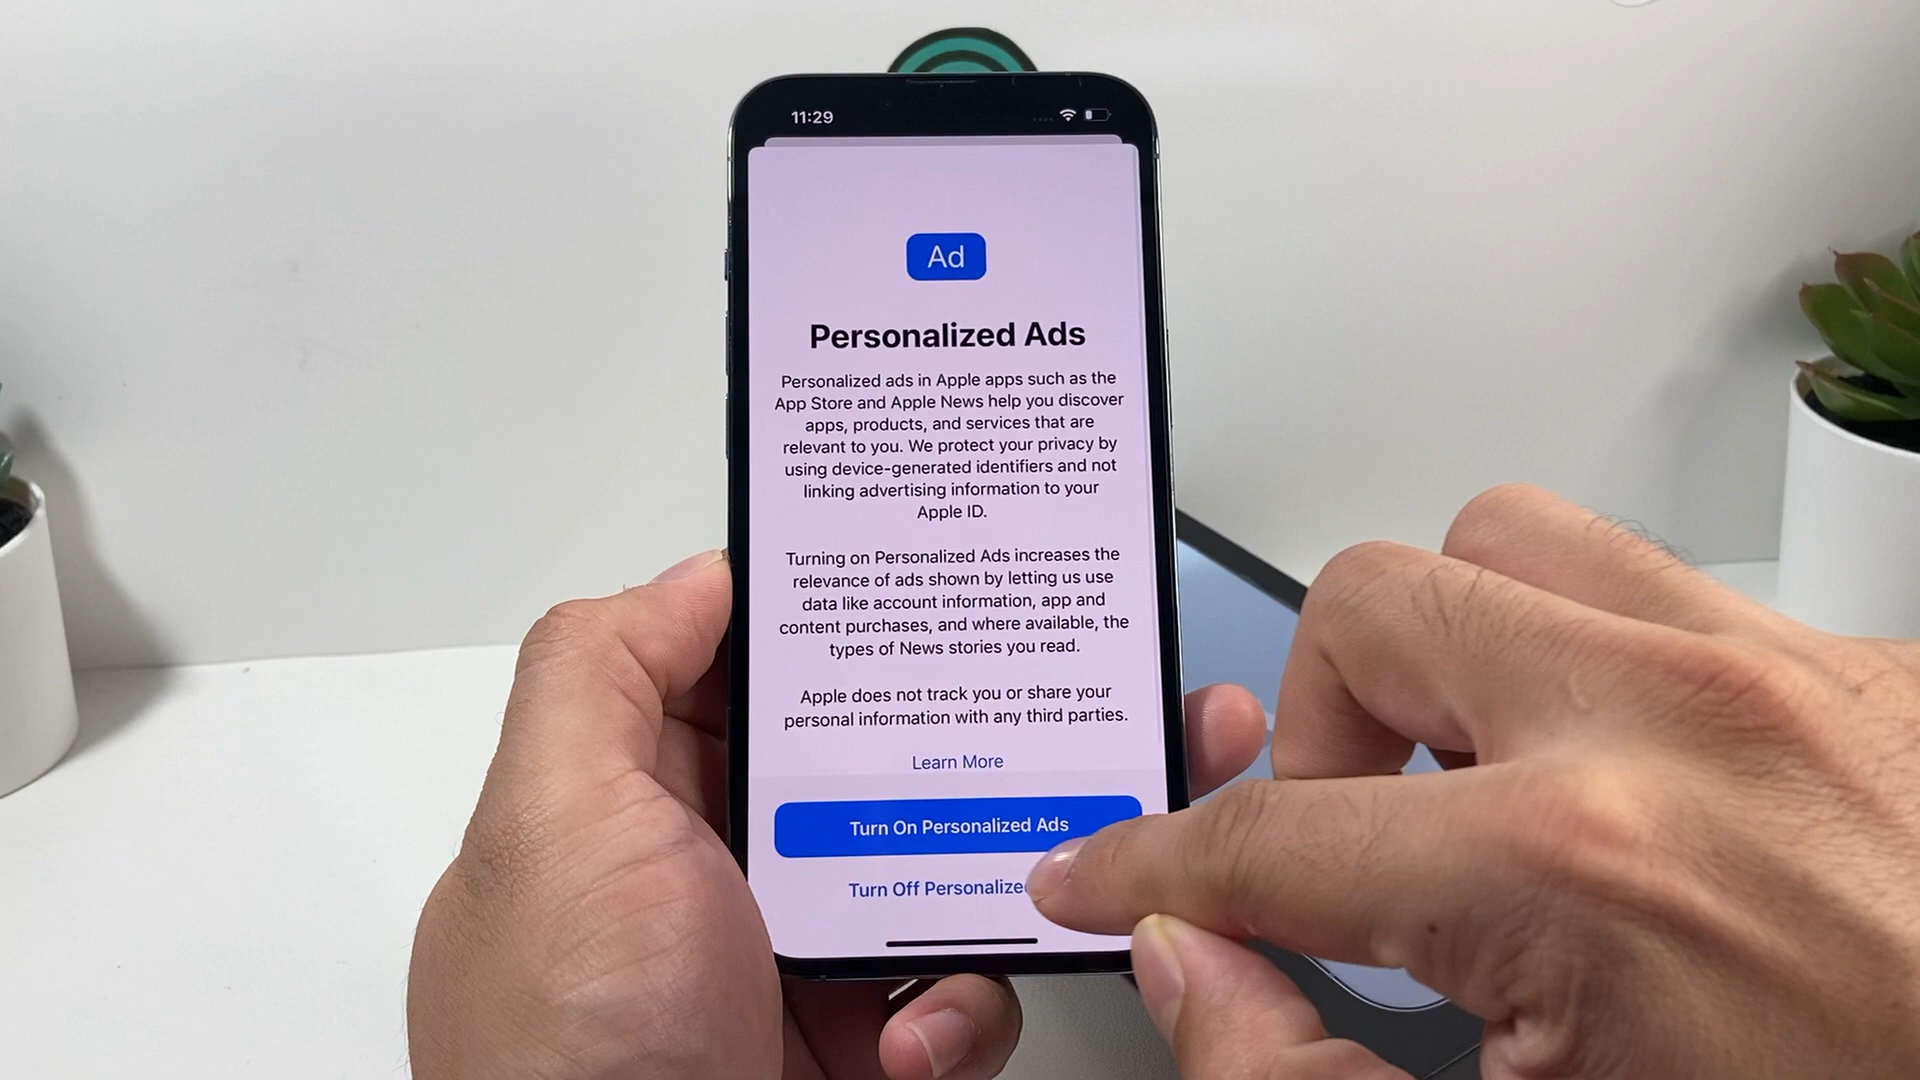 11:29
Ad
Personalized Ads
Personalized ads in Apple apps such as the
App Store and Apple News help you discover
apps, products, and services that are
relevant to you. We protect your privacy by
using device-generated identifiers and not
linking advertising information to your
Apple ID.
Turning on Personalized Ads increases the
relevance of ads shown by letting us use
data like account information, app and
content purchases, and where available, the
types of News stories you read.
Apple does not track you or share your
personal information with any third parties.
Learn More
Turn On Personalized Ads
Turn Off Personalize